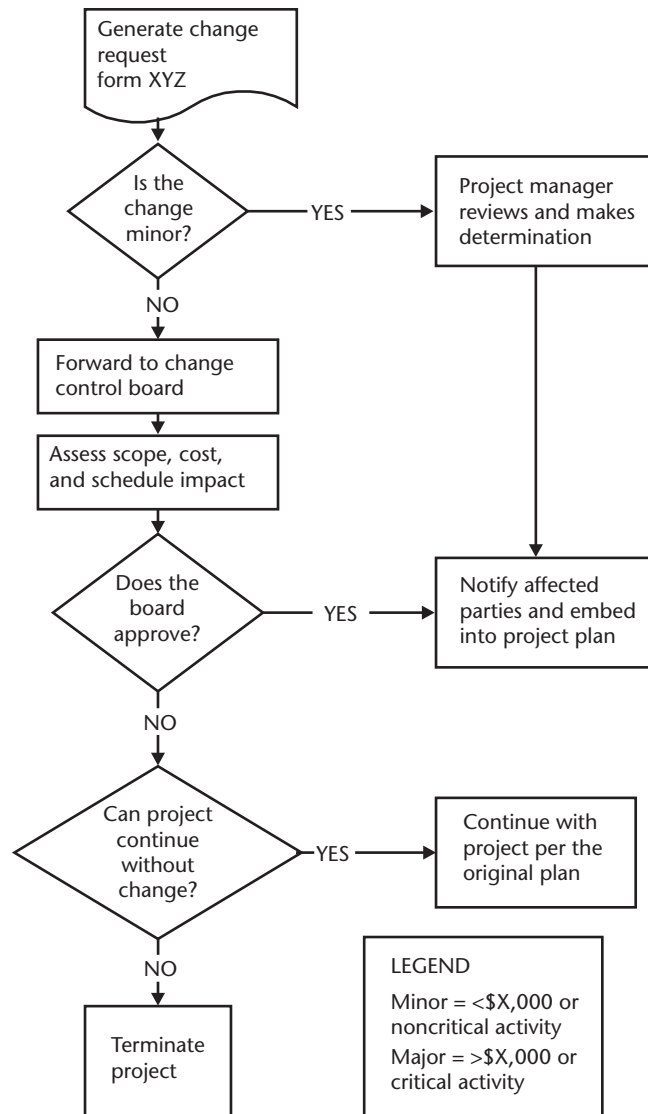 Generate change
request
form XYZ
Is the
change
minor?
YES
Project manager
reviews and makes
determination
NO
Forward to change
control board
Assess scope, cost,
and schedule impact
Does the
board
approve?
YES
Notify affected
parties and embed
into project plan
NO
Can project
continue
without
change?
YES
Continue with
project per the
original plan
NO
Terminate
project
LEGEND
Minor = <$X,000 or
noncritical activity
Major = >$X,000 or
critical activity